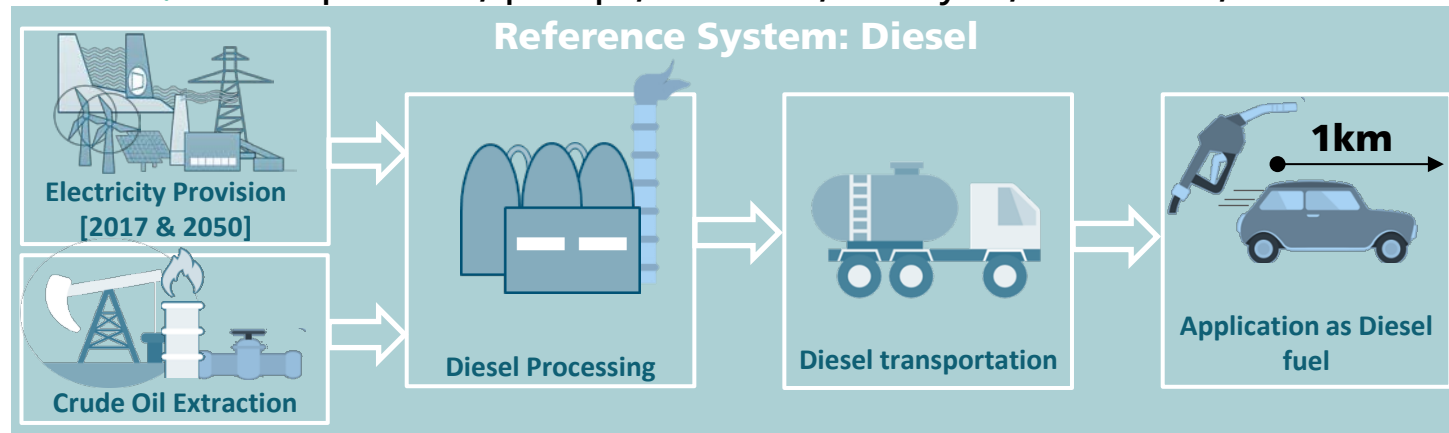 Reference System: Diesel
Electricity Provision
[2017 & 2050]
Crude Oil Extraction
Diesel Processing
Diesel transportation
1km
Application as Diesel
fuel